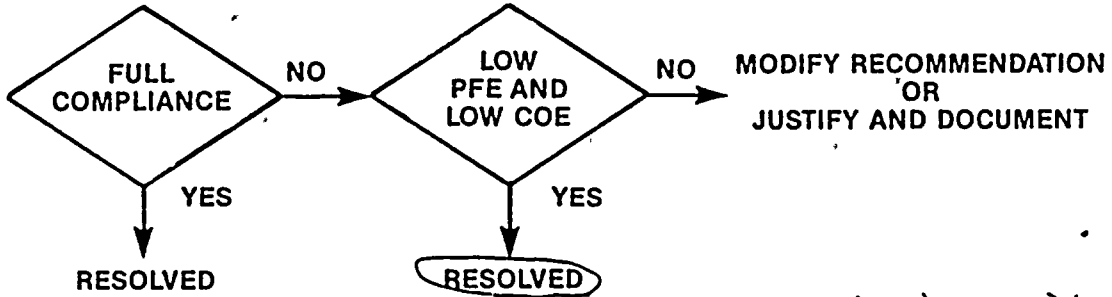 FULL
COMPLIANCE
NO
LOW
PFE AND
LOW COE
NO
MODIFY RECOMMENDATION
OR
JUSTIFY AND DOCUMENT
YES
YES
RESOLVED
RESOLVED